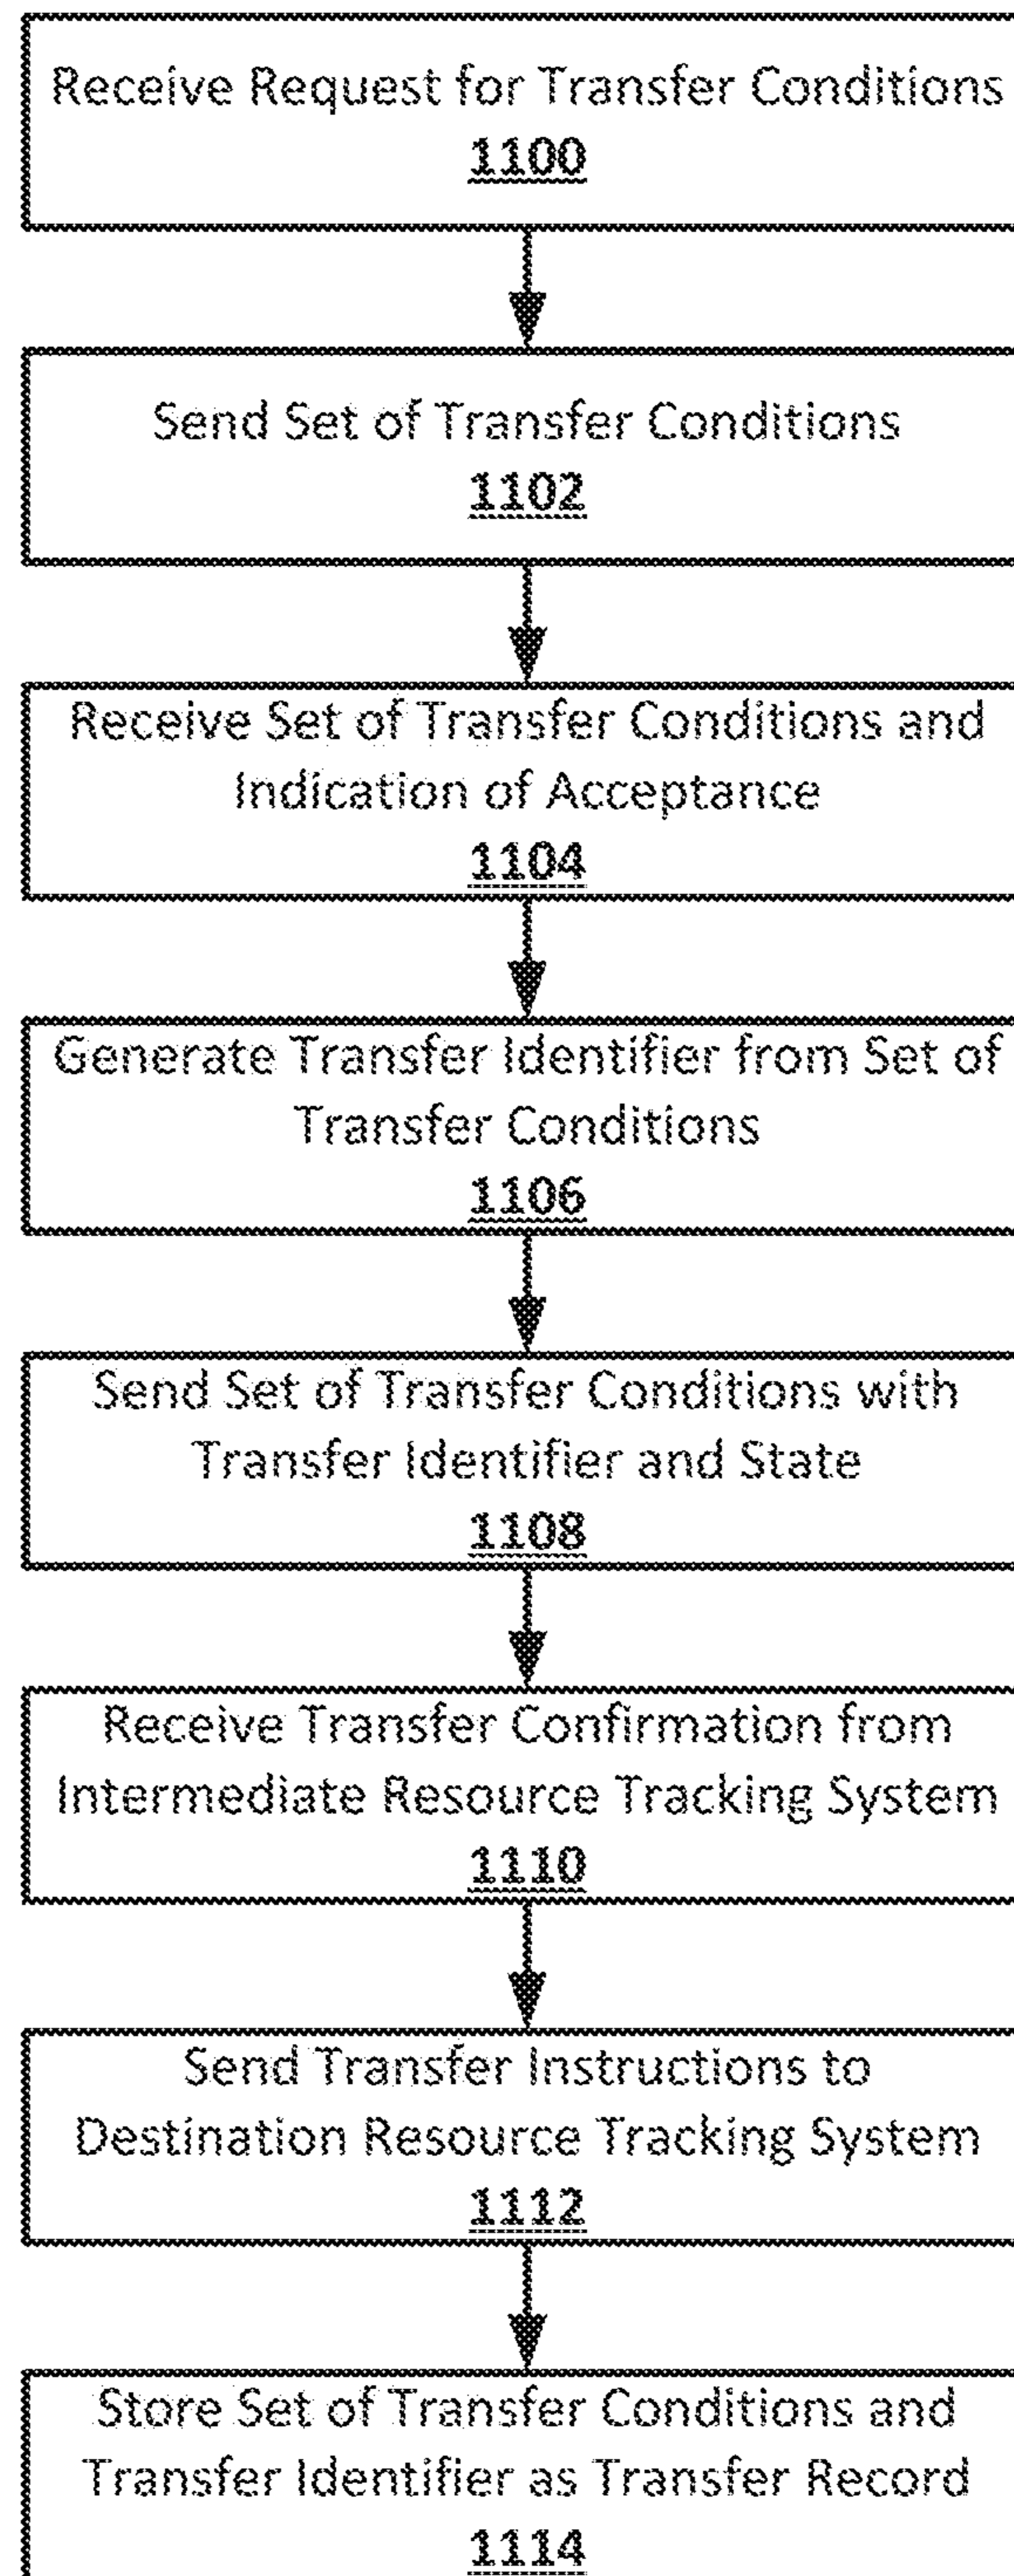 Receive Request for Transfer Conditions
1100
Send Set of Transfer Conditions
1102
Receive Set of Transfer Conditions and
Indication of Acceptance
1104
Generate Transfer Identifier from Set of
Transfer Conditions
1106
Send Set of Transfer Conditions with
Transfer Identifier and State
1108
Receive Transfer Confirmation from
Intermediate Resource Tracking System
1110
Send Transfer Instructions to
Destination Resource Tracking System
1112
Store Set of Transfer Conditions and
Transfer Identifier as Transfer Record
1114